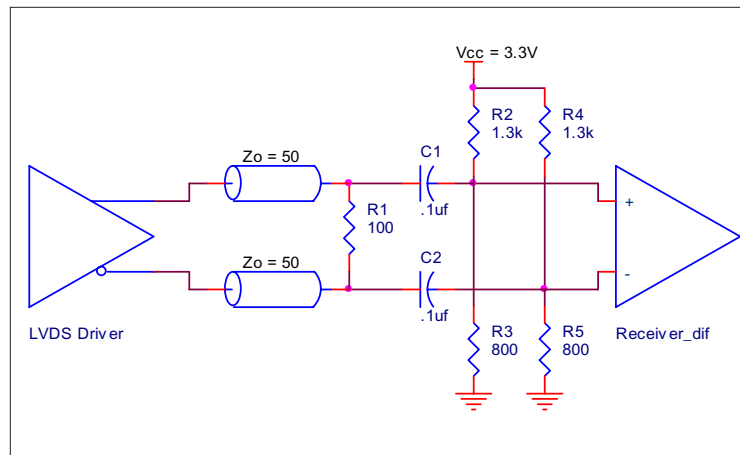 Vcc = 3.3V
R2
1.3k
R4
1.3k
Zo = 50
C1
.1uf
R1
100
+
Zo = 50
C2
.1uf
-
LVDS Driver
R3
800
R5
800
Receiver_dif